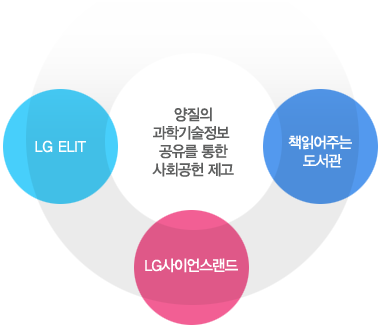 양질의
과학기술정보
공유를 통한
사회공헌 제고
LG ELIT
책읽어주는
도서관
LG사이언스랜드